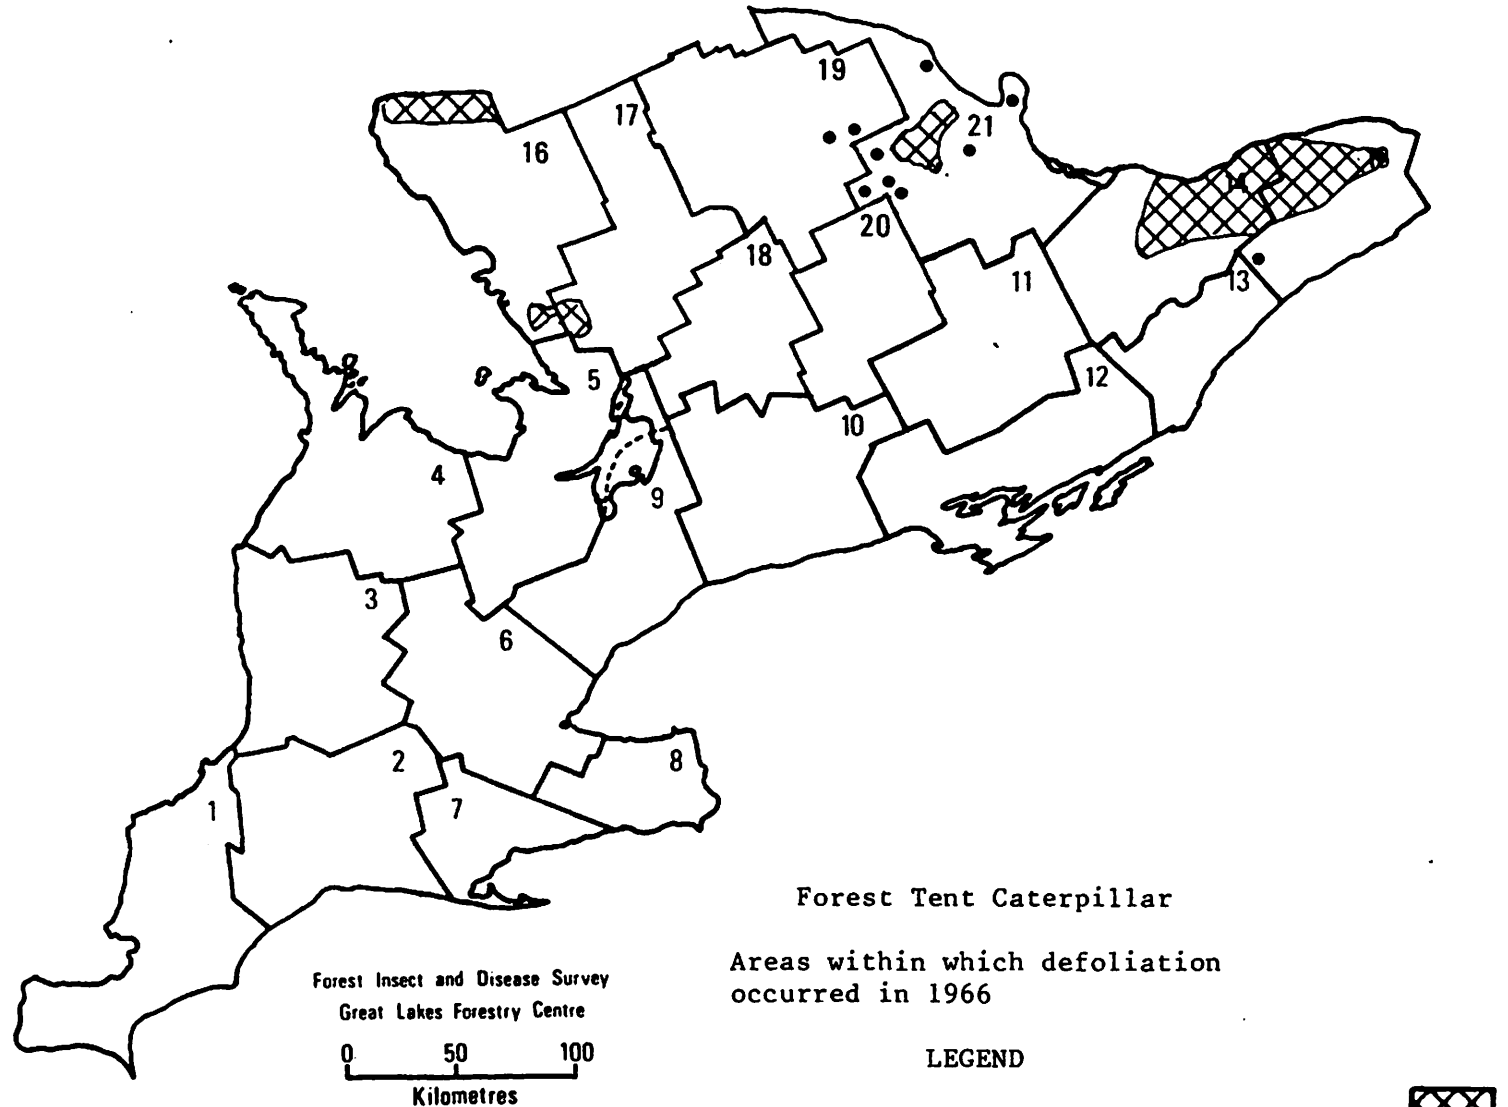 19
17
21
16
14
20
18
11
13
5
12
10
4
9
3
6
2
8
1
7
Forest Tent Caterpillar
Areas within which defoliation
occurred in 1966
Forest Insect and Disease Survey
Great Lakes Forestry Centre
0 50 100
Kilometres
LEGEND